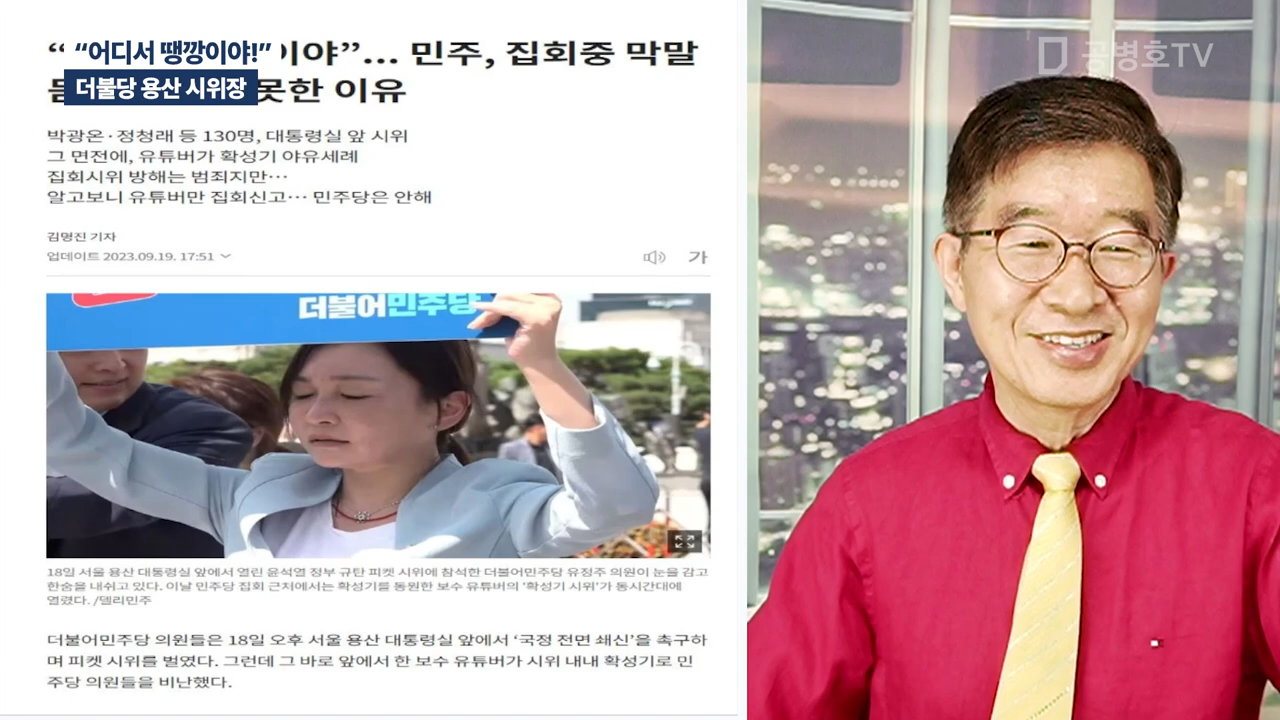 “어디서 땡깡이야!”
더불당 용산 시위장
이야”... 민주, 집회중 막말
못한 이유
박광온·정청래 등 130명, 대통령실 앞 시위
그 면전에, 유튜버가 확성기 야유세례
집회시위 방해는 범죄지만…
알고보니 유튜버만 집회신고… 민주당은 안해
김명진 기자
업데이트 2023.09.19. 17:51
가
더불어민주당
18일 서울 용산 대통령실 앞에서 열린 윤석열 정부 규탄 피켓 시위에 참석한 더불어민주당 유정주 의원이 눈을 감고
한숨을 내쉬고 있다. 이날 민주당 집회 근처에서는 확성기를 동원한 보수 유튜버의 '확성기 시위'가 동시간대에
열렸다. /델리민주
더불어민주당 의원들은 18일 오후 서울 용산 대통령실 앞에서 ‘국정 전면 쇄신’을 촉구하
며 피켓 시위를 벌였다. 그런데 그 바로 앞에서 한 보수 유튜버가 시위 내내 확성기로 민
주당 의원들을 비난했다.
공병호TV